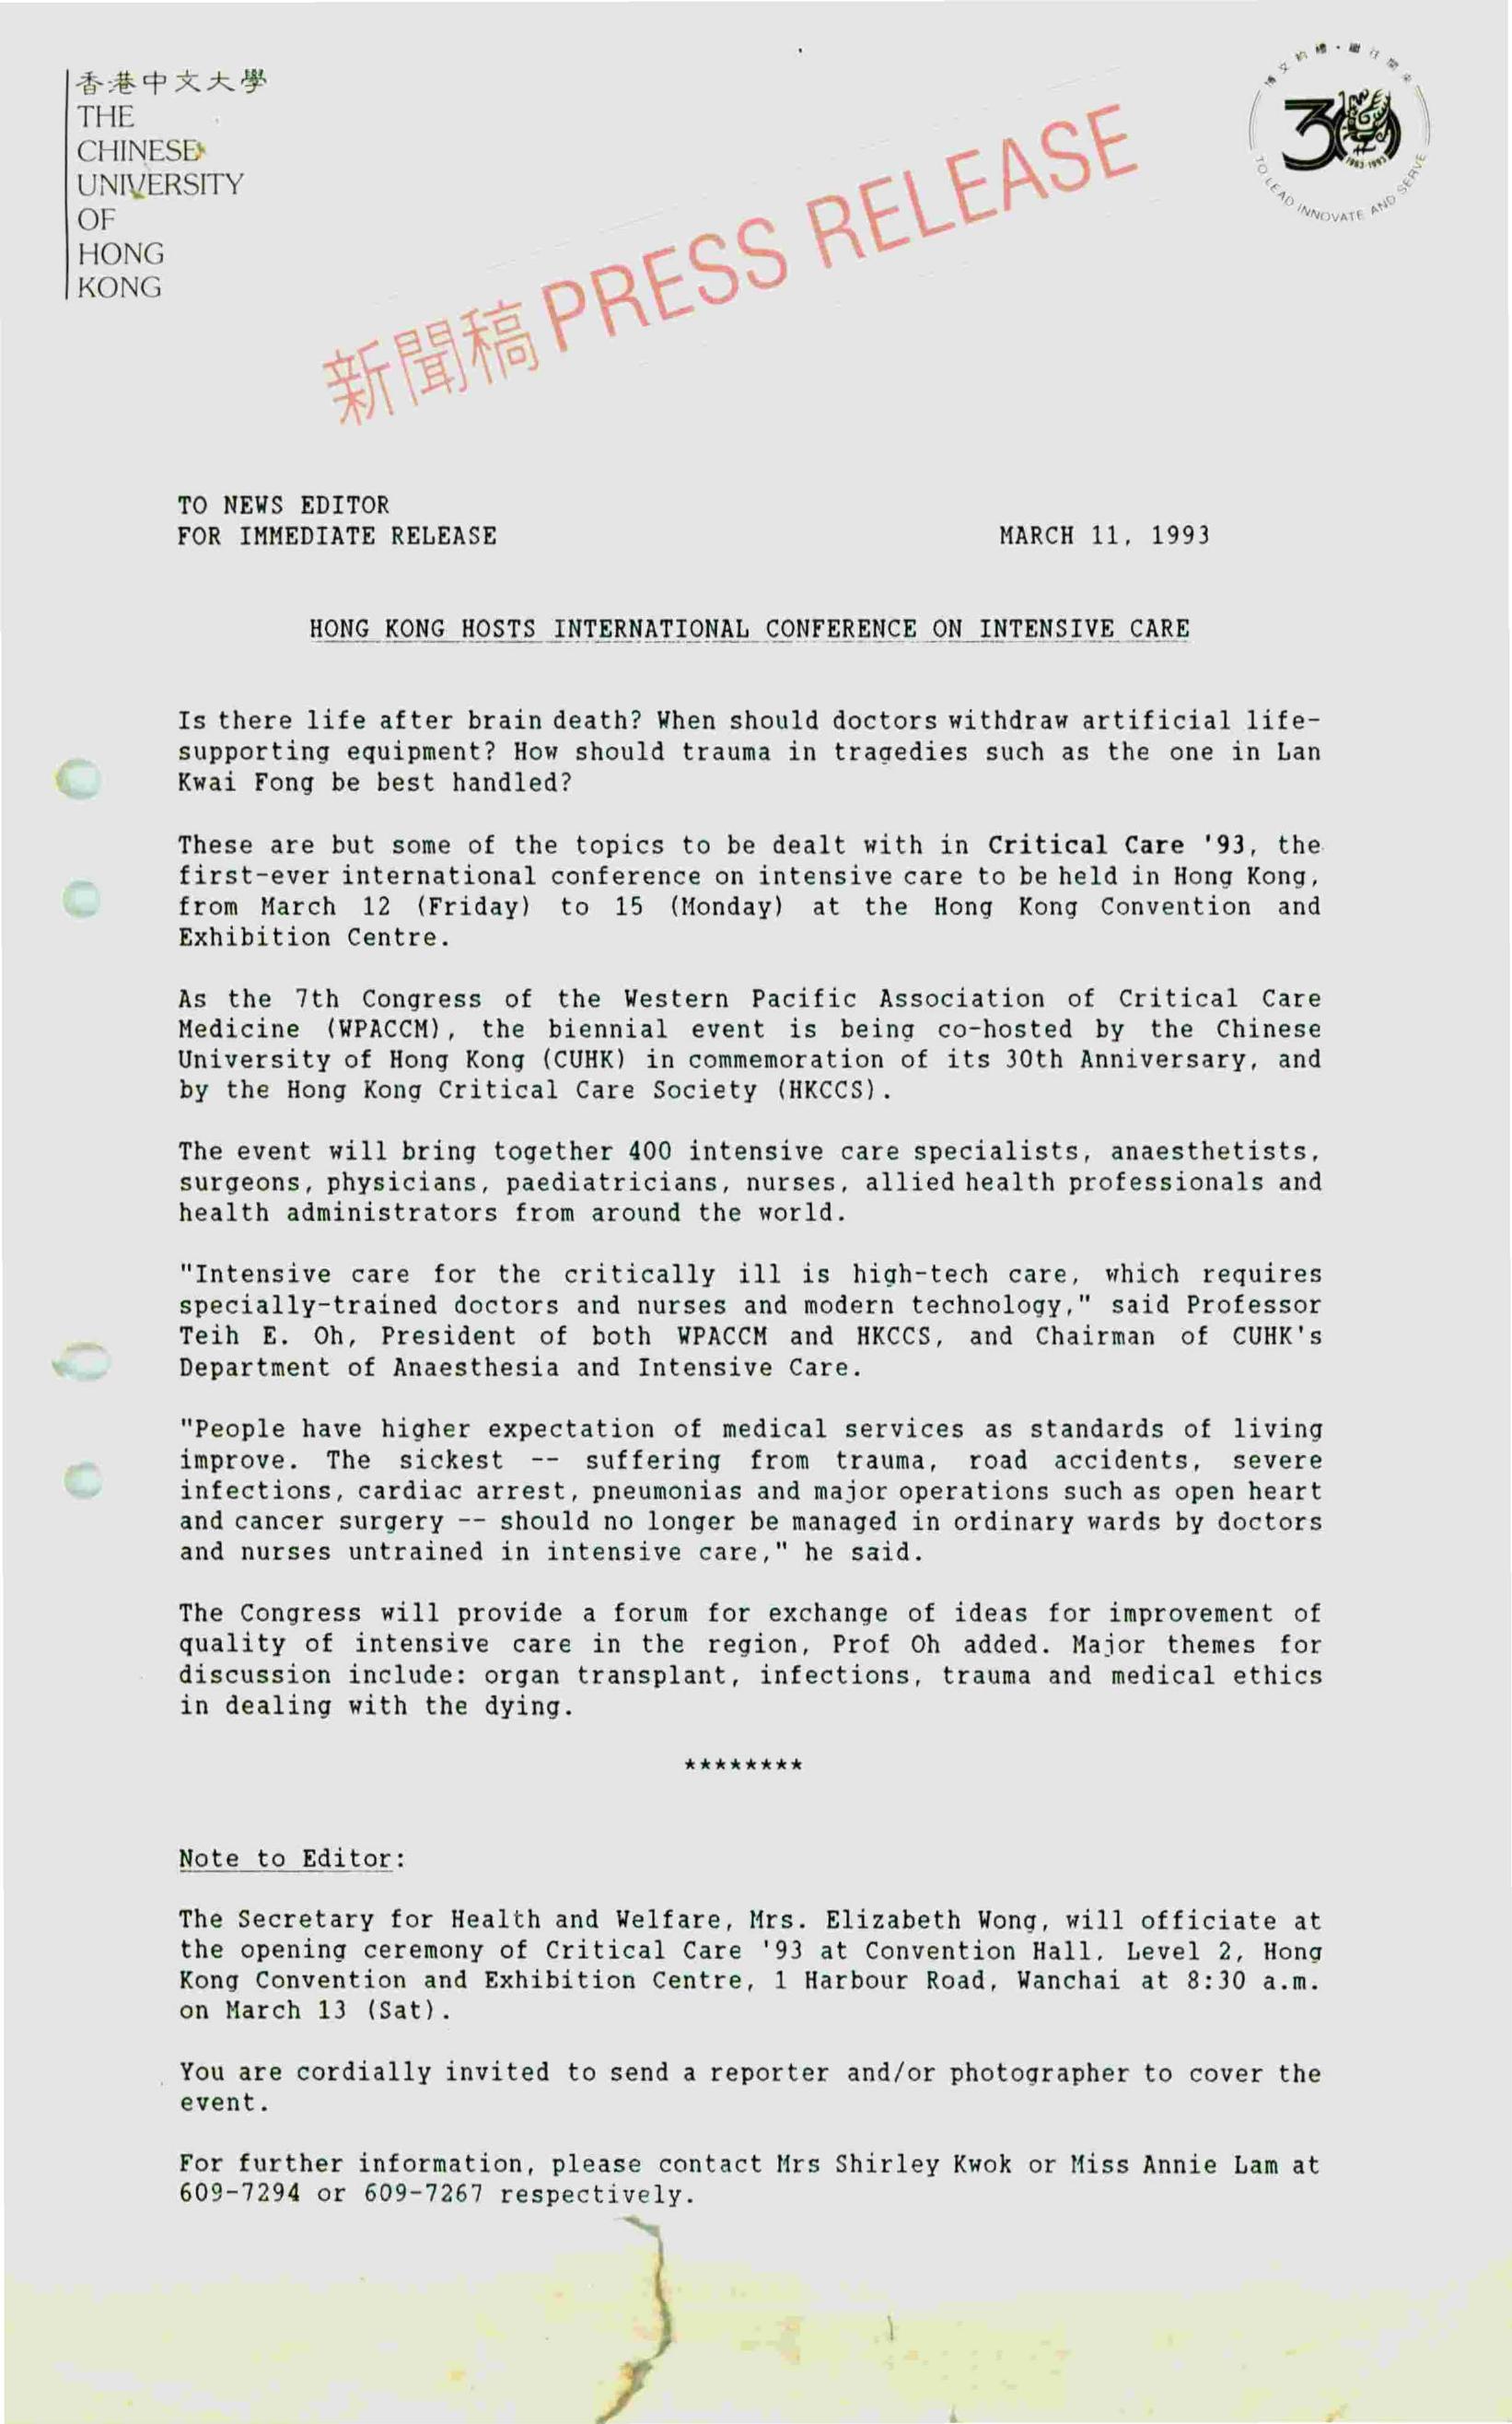 香港中文大學
THE
CHINESE
UNIVERSITY
OF
HONG
KONG
30
1963-1993
TO LEAD INNOVATE AND SERVE
新聞稿 PRESS RELEASE
TO NEWS EDITOR
FOR IMMEDIATE RELEASE MARCH 11, 1993
HONG KONG HOSTS INTERNATIONAL CONFERENCE ON INTENSIVE CARE
Is there life after brain death? When should doctors withdraw artificial life-
supporting equipment? How should trauma in tragedies such as the one in Lan
Kwai Fong be best handled?
These are but some of the topics to be dealt with in Critical Care '93, the
first-ever international conference on intensive care to be held in Hong Kong,
from March 12 (Friday) to 15 (Monday) at the Hong Kong Convention and
Exhibition Centre.
As the 7th Congress of the Western Pacific Association of Critical Care
Medicine (WPACCM), the biennial event is being co-hosted by the Chinese
University of Hong Kong (CUHK) in commemoration of its 30th Anniversary, and
by the Hong Kong Critical Care Society (HKCCS).
The event will bring together 400 intensive care specialists, anaesthetists,
surgeons, physicians, paediatricians, nurses, allied health professionals and
health administrators from around the world.
"Intensive care for the critically ill is high-tech care, which requires
specially-trained doctors and nurses and modern technology," said Professor
Teih E. Oh, President of both WPACCM and HKCCS, and Chairman of CUHK's
Department of Anaesthesia and Intensive Care.
"People have higher expectation of medical services as standards of living
improve. The sickest -- suffering from trauma, road accidents, severe
infections, cardiac arrest, pneumonias and major operations such as open heart
and cancer surgery -- should no longer be managed in ordinary wards by doctors
and nurses untrained in intensive care," he said.
The Congress will provide a forum for exchange of ideas for improvement of
quality of intensive care in the region, Prof Oh added. Major themes for
discussion include: organ transplant, infections, trauma and medical ethics
in dealing with the dying.
********
Note to Editor:
The Secretary for Health and Welfare, Mrs. Elizabeth Wong, will officiate at
the opening ceremony of Critical Care '93 at Convention Hall, Level 2, Hong
Kong Convention and Exhibition Centre, 1 Harbour Road, Wanchai at 8:30 a.m.
on March 13 (Sat).
You are cordially invited to send a reporter and/or photographer to cover the
event.
For further information, please contact Mrs Shirley Kwok or Miss Annie Lam at
609-7294 or 609-7267 respectively.